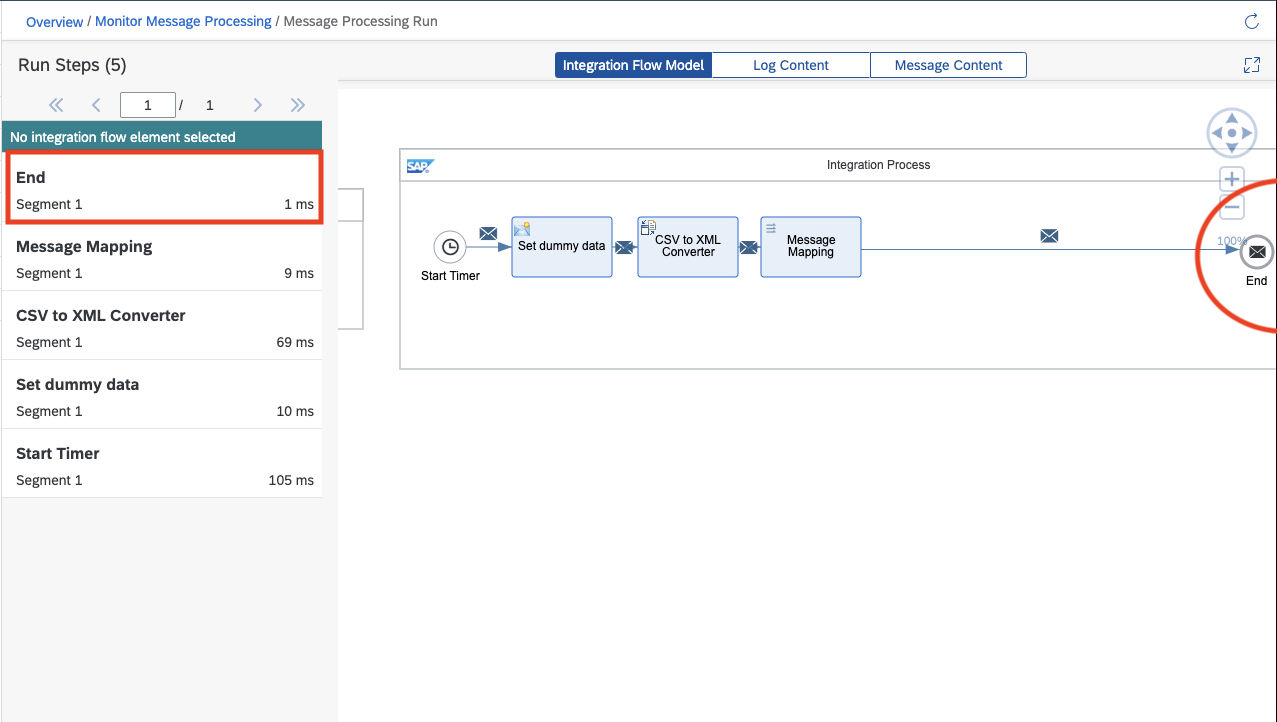 Overview / Monitor Message Processing / Message Processing Run
Run Steps (5)
Integration Flow Model
Log Content
Message Content
1 / 1
No integration flow element selected
End
Segment 1 1 ms
Message Mapping
Segment 1 9 ms
CSV to XML Converter
Segment 1 69 ms
Set dummy data
Segment 1 10 ms
Start Timer
Segment 1 105 ms
SAP
Integration Process
Start Timer
Set dummy data
CSV to XML
Converter
Message
Mapping
100%
End